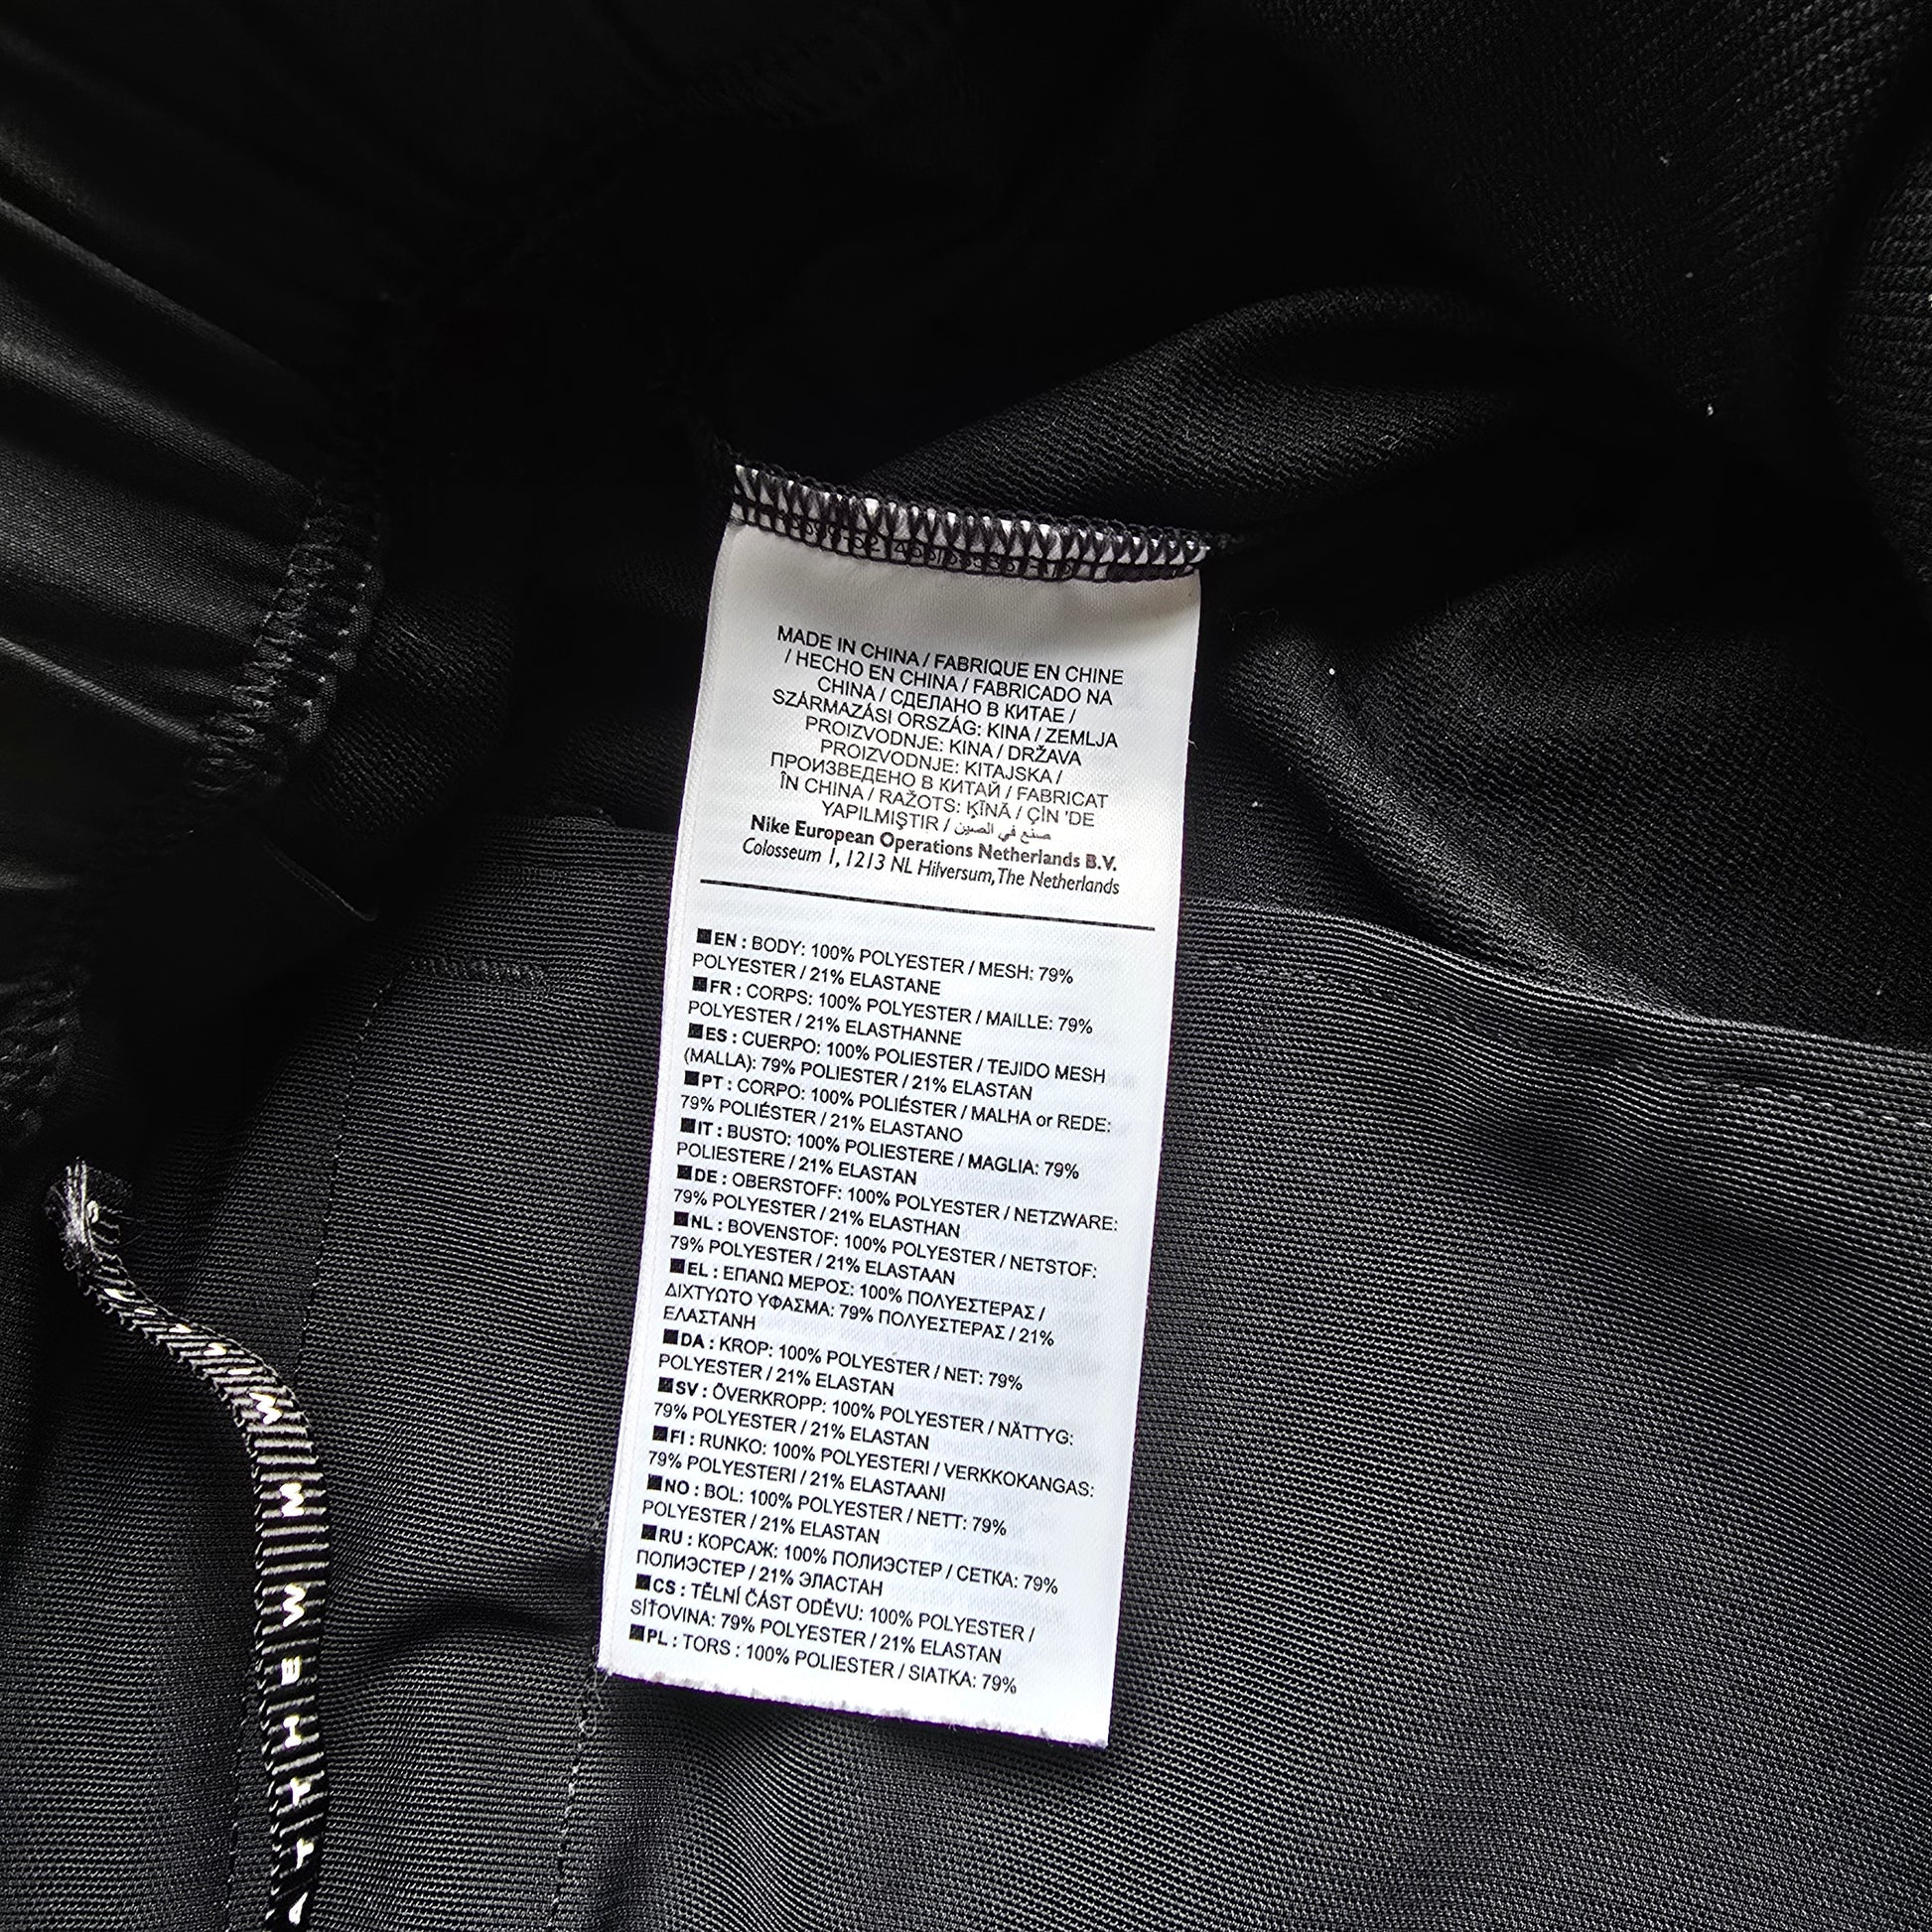 MADE IN CHINA / FABRIQUE EN CHINE
/ HECHO EN CHINA / FABRICADO NA
CHINA / СДЕЛАНО В КИТАЕ /
SZÁRMAZÁSI ORSZÁG: KINA / ZEMLJA
PROIZVODNJE: KINA / DRŽAVA
PROIZVODNJE: KITAJSKA /
ПРОИЗВЕДЕНО В КИТАЙ / FABRICAT
ÎN CHINA / RAŽOTS: ĶĪNĀ / ÇİN 'DE
YAPILMIŞTIR / صنع في الصين
Nike European Operations Netherlands B.V.
Colosseum 1, 1213 NL Hilversum, The Netherlands
EN : BODY: 100% POLYESTER / MESH: 79%
POLYESTER / 21% ELASTANE
FR : CORPS: 100% POLYESTER / MAILLE: 79%
POLYESTER / 21% ELASTHANNE
ES : CUERPO: 100% POLIESTER / TEJIDO MESH
(MALLA): 79% POLIESTER / 21% ELASTAN
PT : CORPO: 100% POLIÉSTER / MALHA or REDE:
79% POLIÉSTER / 21% ELASTANO
IT : BUSTO: 100% POLIESTERE / MAGLIA: 79%
POLIESTERE / 21% ELASTAN
DE : OBERSTOFF: 100% POLYESTER / NETZWARE:
79% POLYESTER / 21% ELASTHAN
NL : BOVENSTOF: 100% POLYESTER / NETSTOF:
79% POLYESTER / 21% ELASTAAN
EL : ΕΠΑΝΩ ΜΕΡΟΣ: 100% ΠΟΛΥΕΣΤΕΡΑΣ /
ΔΙΧΤΥΩΤΟ ΥΦΑΣΜΑ: 79% ΠΟΛΥΕΣΤΕΡΑΣ / 21%
ΕΛΑΣΤΑΝΗ
DA : KROP: 100% POLYESTER / NET: 79%
POLYESTER / 21% ELASTAN
SV : ÖVERKROPP: 100% POLYESTER / NÄTTYG:
79% POLYESTER / 21% ELASTAN
FI : RUNKO: 100% POLYESTERI / VERKKOKANGAS:
79% POLYESTERI / 21% ELASTAANI
NO : BOL: 100% POLYESTER / NETT: 79%
POLYESTER / 21% ELASTAN
RU : КОРСАЖ: 100% ПОЛИЭСТЕР / СЕТКА: 79%
ПОЛИЭСТЕР / 21% ЭЛАСТАН
CS : TĚLNÍ ČÁST ODĚVU: 100% POLYESTER /
SÍŤOVINA: 79% POLYESTER / 21% ELASTAN
PL : TORS : 100% POLIESTER / SIATKA: 79%